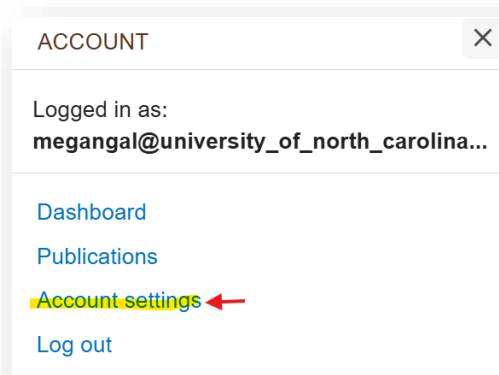 ACCOUNT
Logged in as:
megangal@university_of_north_carolina...
Dashboard
Publications
Account settings
Log out